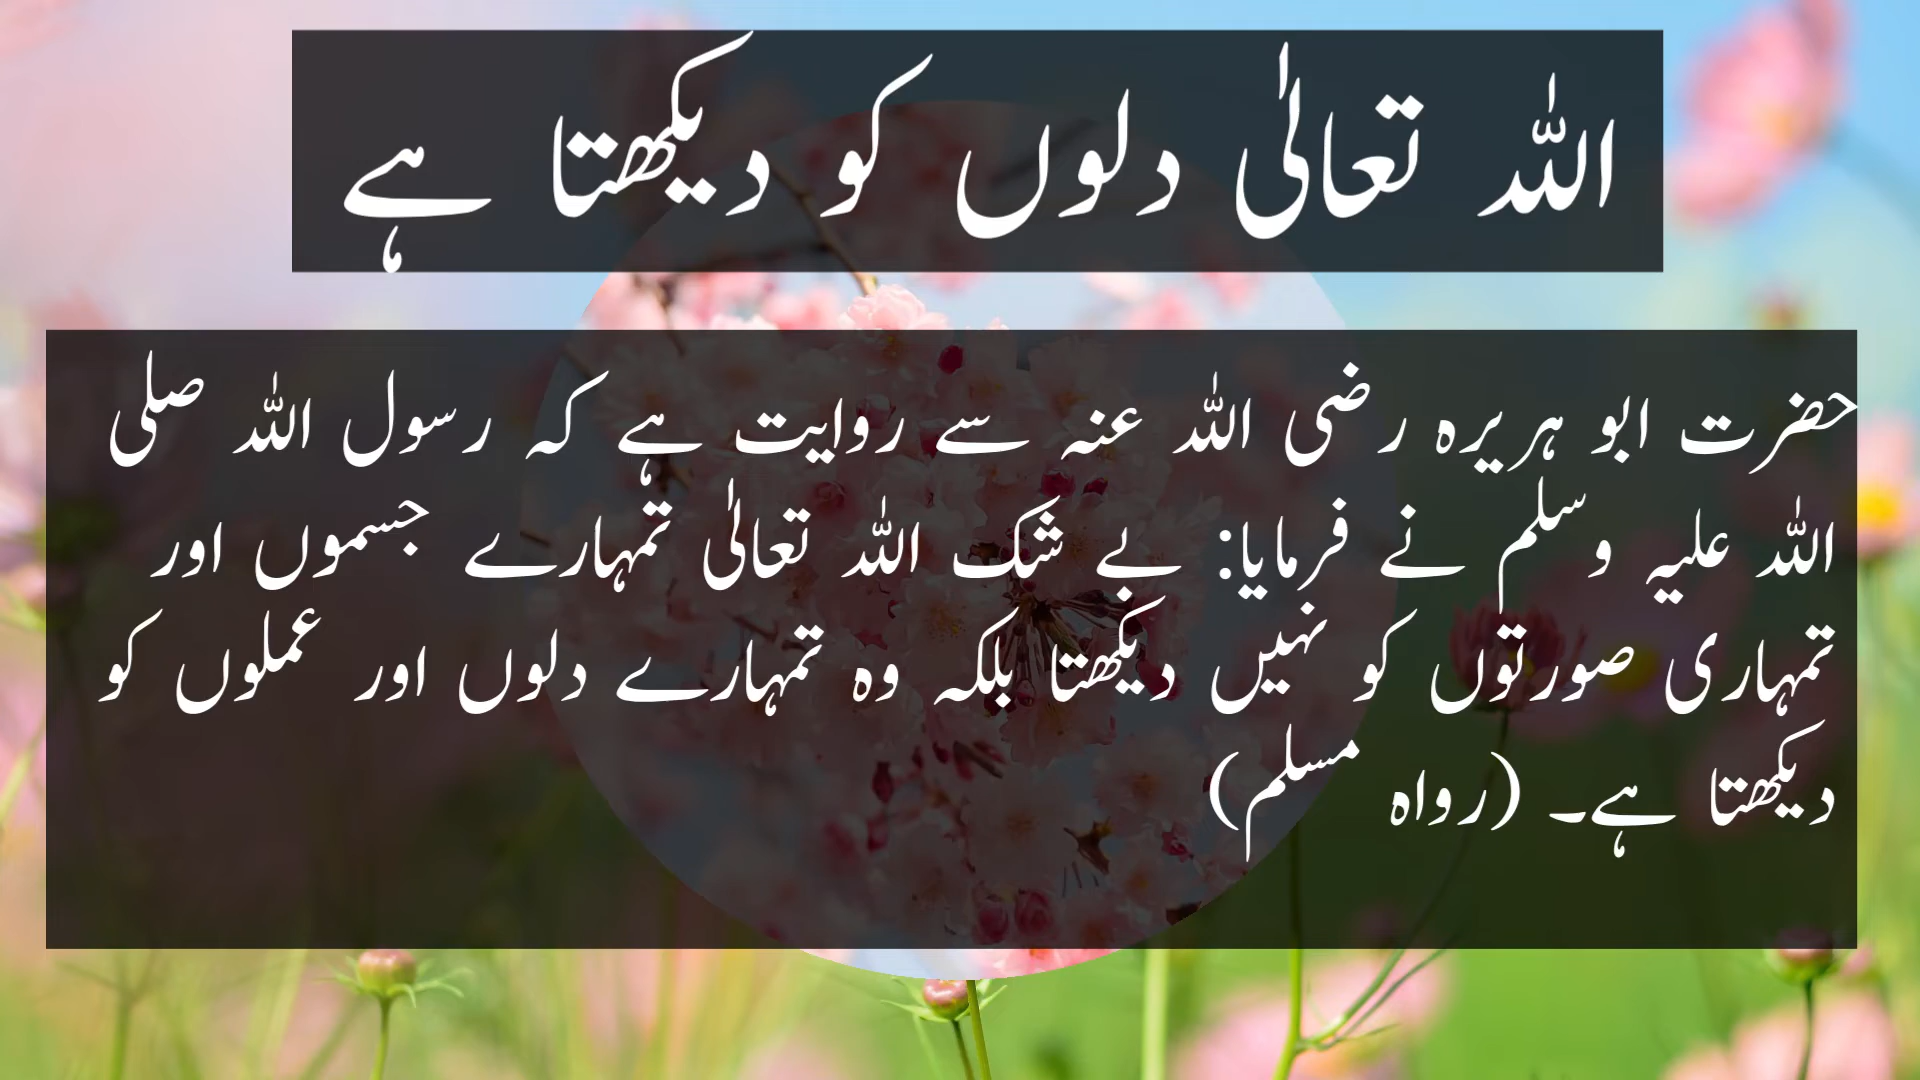 اللہ تعالیٰ دلوں کو دیکھتا ہے
حضرت ابو ہریرہ رضی اللہ عنہ سے روایت ہے کہ رسول اللہ صلی
اللہ علیہ وسلم نے فرمایا: بے شک اللہ تعالیٰ تمہارے جسموں اور
تمہاری صورتوں کو نہیں دیکھتا بلکہ وہ تمہارے دلوں اور عملوں کو
دیکھتا ہے۔ (رواہ مسلم)